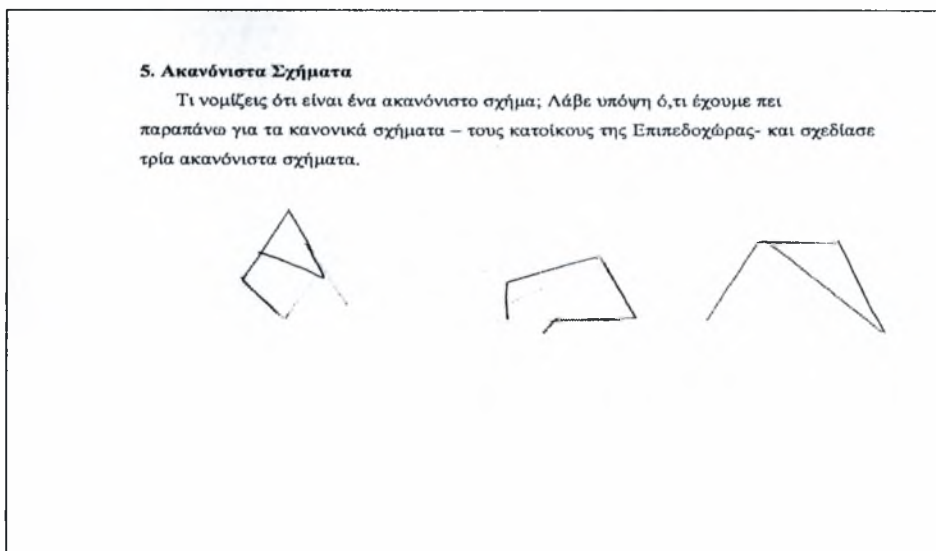 5. Ακανόνιστα Σχήματα
Τι νομίζεις ότι είναι ένα ακανόνιστο σχήμα; Λάβε υπόψη ό,τι έχουμε πει
παραπάνω για τα κανονικά σχήματα – τους κατοίκους της Επιπεδοχώρας- και σχεδίασε
τρία ακανόνιστα σχήματα.